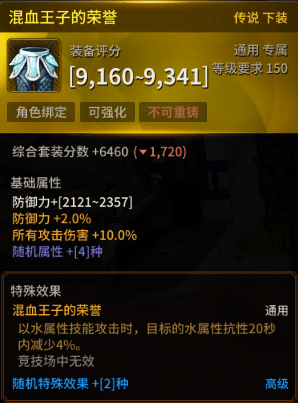 混血王子的荣誉 传说 下装
装备评分 通用 专属
[9,160~9,341] 等级要求 150
角色绑定 可强化 不可重铸
综合套装分数 +6460 (▼1,720)
基础属性
防御力+[2121~2357]
防御力 +2.0%
所有攻击伤害 +10.0%
随机属性 +[4]种
特殊效果
混血王子的荣誉 通用
以水属性技能攻击时，目标的水属性抗性20秒
内减少4%。
竞技场中无效
随机特殊效果 +[2]种 高级